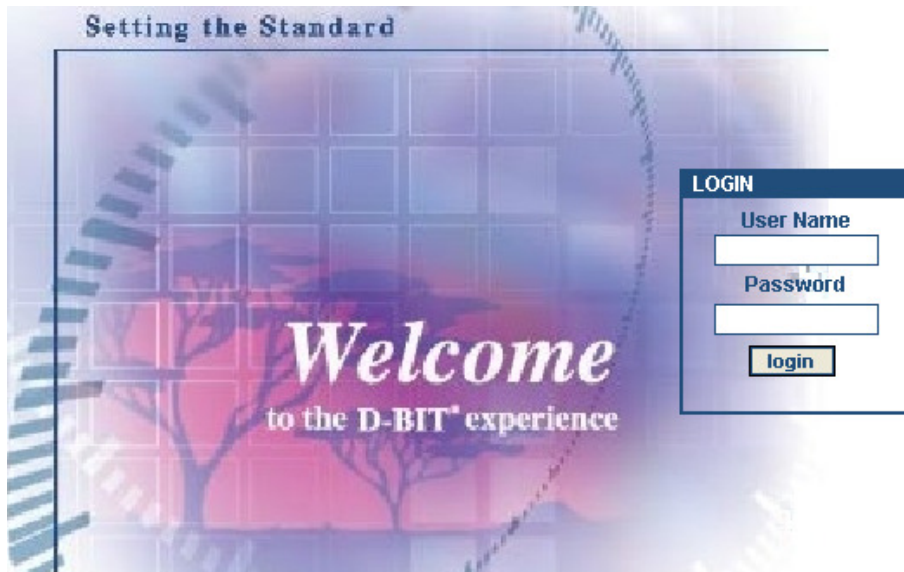 Setting the Standard
LOGIN
User Name
Password
login
Welcome
to the D-BIT® experience